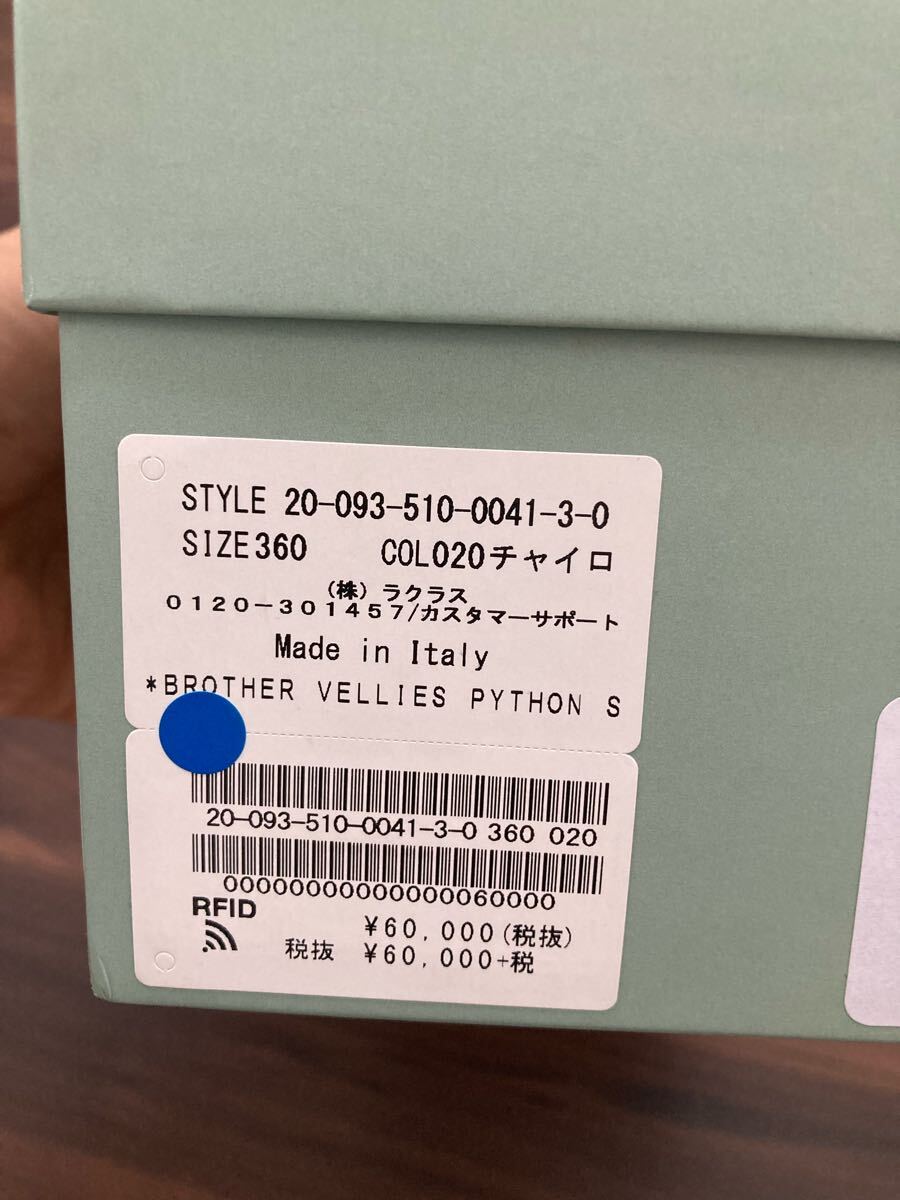 STYLE 20-093-510-0041-3-0
SIZE360 COL020チャイロ
(株) ラクラス
0120-301457/カスタマーサポート
Made in Italy
*BROTHER VELLIES PYTHON S
20-093-510-0041-3-0 360 020
00000000000000060000
RFID
¥60,000(税抜)
税抜 ¥60,000+税